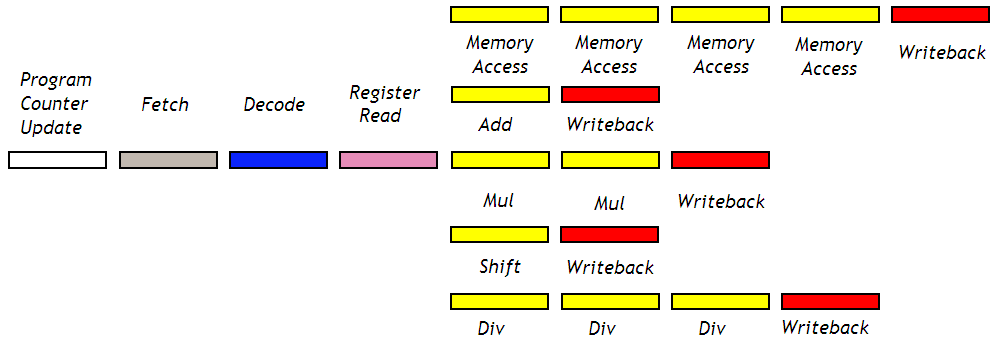 Memory Access
Memory Access
Memory Access
Memory Access
Writeback
Program
Counter
Update
Fetch
Decode
Register
Read
Add
Writeback
Mul
Mul
Writeback
Shift
Writeback
Div
Div
Div
Writeback